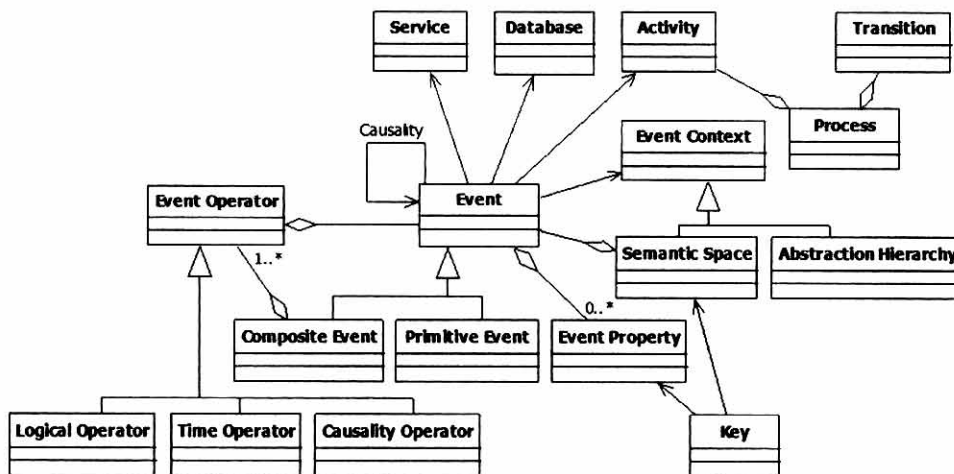 Service
Database
Activity
Transition
Causality
Event Context
Process
Event Operator
Event
1..*
Semantic Space
Abstraction Hierarchy
0..*
Composite Event
Primitive Event
Event Property
Logical Operator
Time Operator
Causality Operator
Key